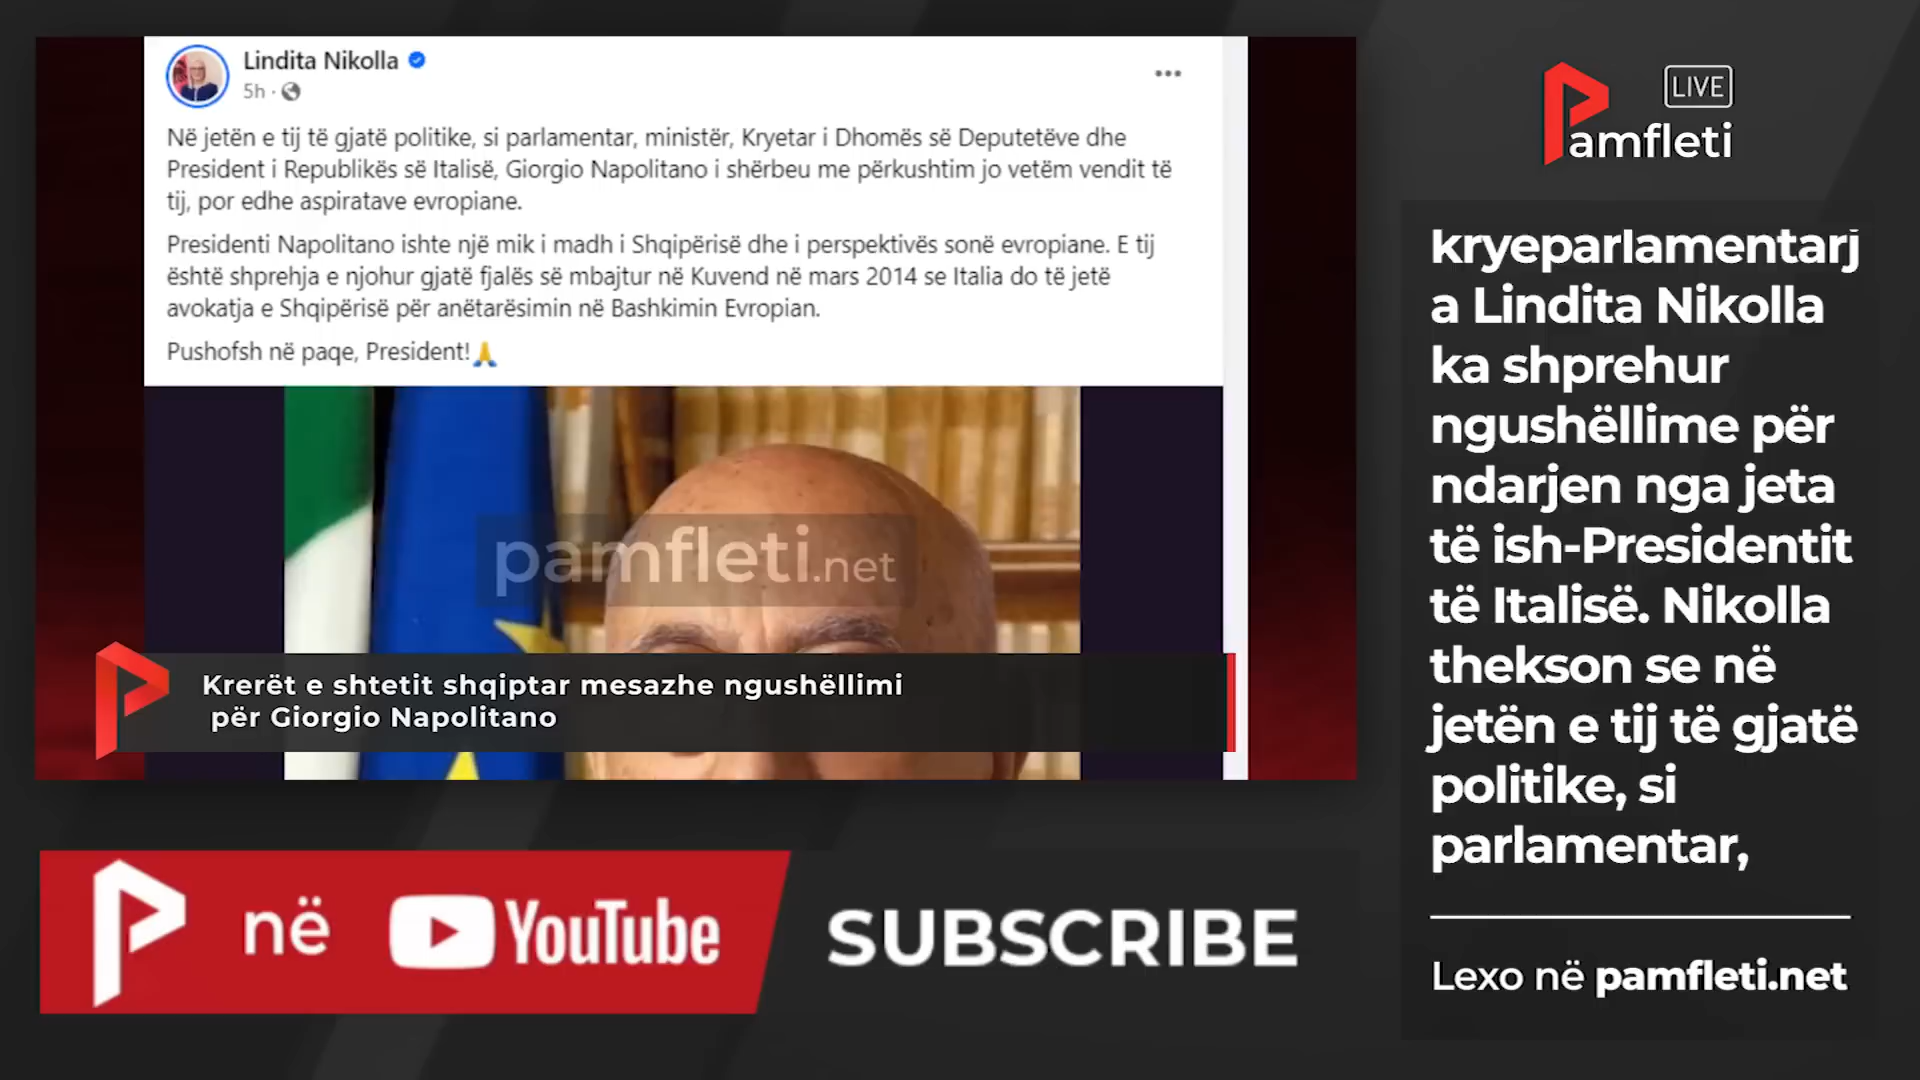 Lindita Nikolla
5h ·
Në jetën e tij të gjatë politike, si parlamentar, ministër, Kryetar i Dhomës së Deputetëve dhe
President i Republikës së Italisë, Giorgio Napolitano i shërbeu me përkushtim jo vetëm vendit të
tij, por edhe aspiratave evropiane.
Presidenti Napolitano ishte një mik i madh i Shqipërisë dhe i perspektivës sonë evropiane. E tij
është shprehja e njohur gjatë fjalës së mbajtur në Kuvend në mars 2014 se Italia do të jetë
avokatja e Shqipërisë për anëtarësimin në Bashkimin Evropian.
Pushofsh në paqe, President!🙏
pamfleti.net
Krerët e shtetit shqiptar mesazhe ngushëllimi
për Giorgio Napolitano
P në YouTube
SUBSCRIBE
LIVE
Pamfleti
kryeparlamentarj
a Lindita Nikolla
ka shprehur
ngushëllime për
ndarjen nga jeta
të ish-Presidentit
të Italisë. Nikolla
thekson se në
jetën e tij të gjatë
politike, si
parlamentar,
Lexo në pamfleti.net